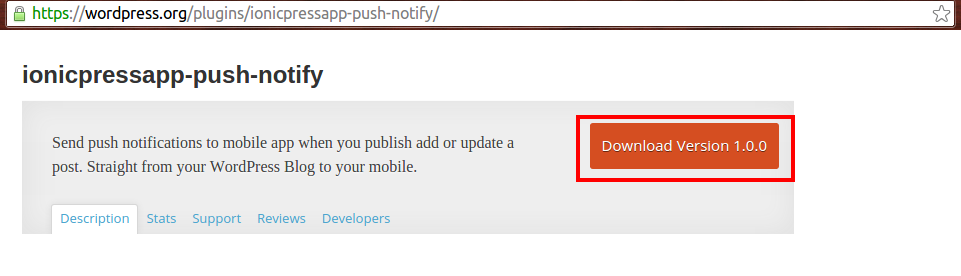 https://wordpress.org/plugins/ionicpressapp-push-notify/
ionicpressapp-push-notify
Send push notifications to mobile app when you publish add or update a
post. Straight from your WordPress Blog to your mobile.
Download Version 1.0.0
Description Stats Support Reviews Developers